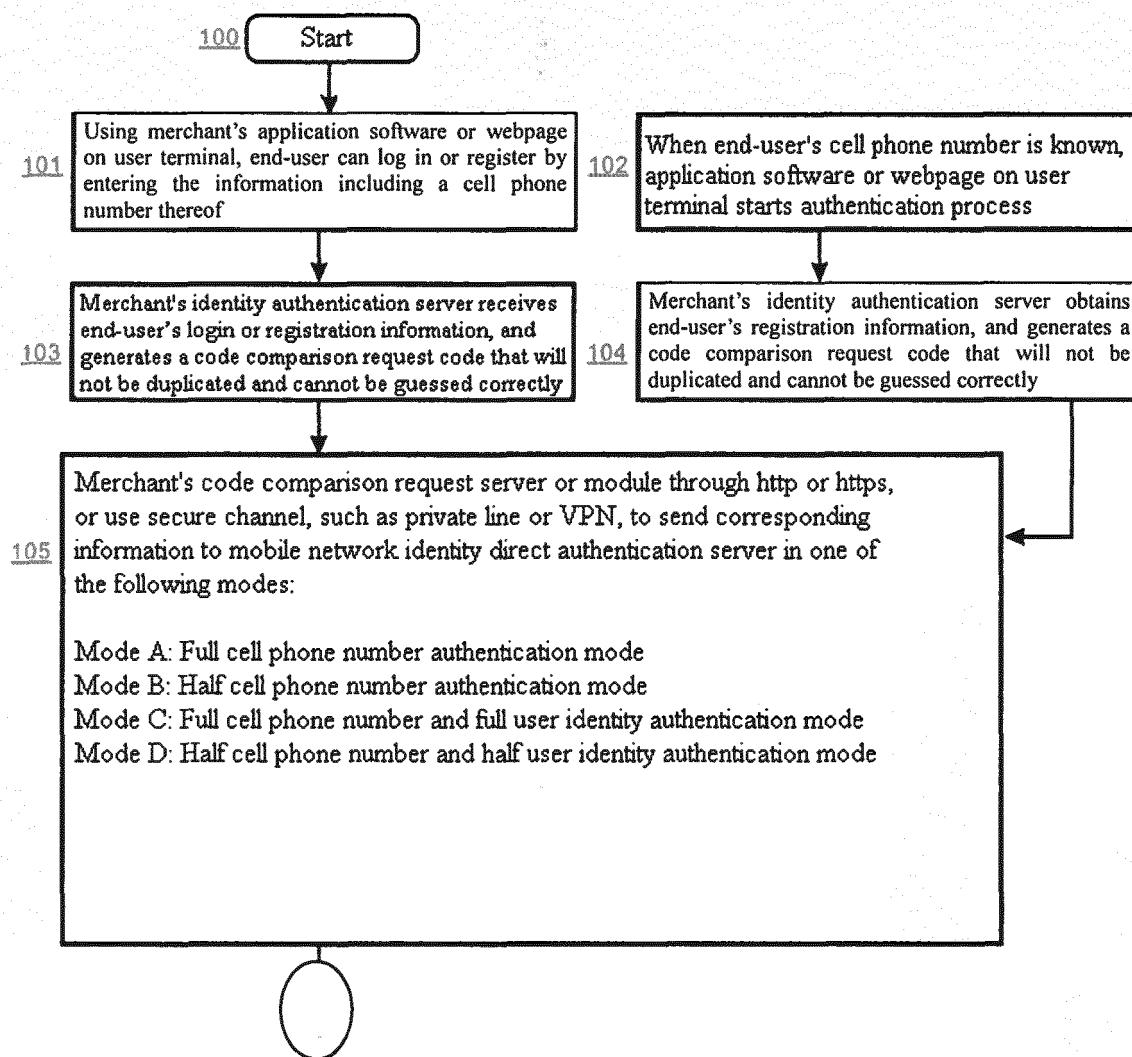 100
Start
101
Using merchant's application software or webpage
on user terminal, end-user can log in or register by
entering the information including a cell phone
number thereof
102
When end-user's cell phone number is known,
application software or webpage on user
terminal starts authentication process
103
Merchant's identity authentication server receives
end-user's login or registration information, and
generates a code comparison request code that will
not be duplicated and cannot be guessed correctly
104
Merchant's identity authentication server obtains
end-user's registration information, and generates a
code comparison request code that will not be
duplicated and cannot be guessed correctly
105
Merchant's code comparison request server or module through http or https,
or use secure channel, such as private line or VPN, to send corresponding
information to mobile network identity direct authentication server in one of
the following modes:
Mode A: Full cell phone number authentication mode
Mode B: Half cell phone number authentication mode
Mode C: Full cell phone number and full user identity authentication mode
Mode D: Half cell phone number and half user identity authentication mode